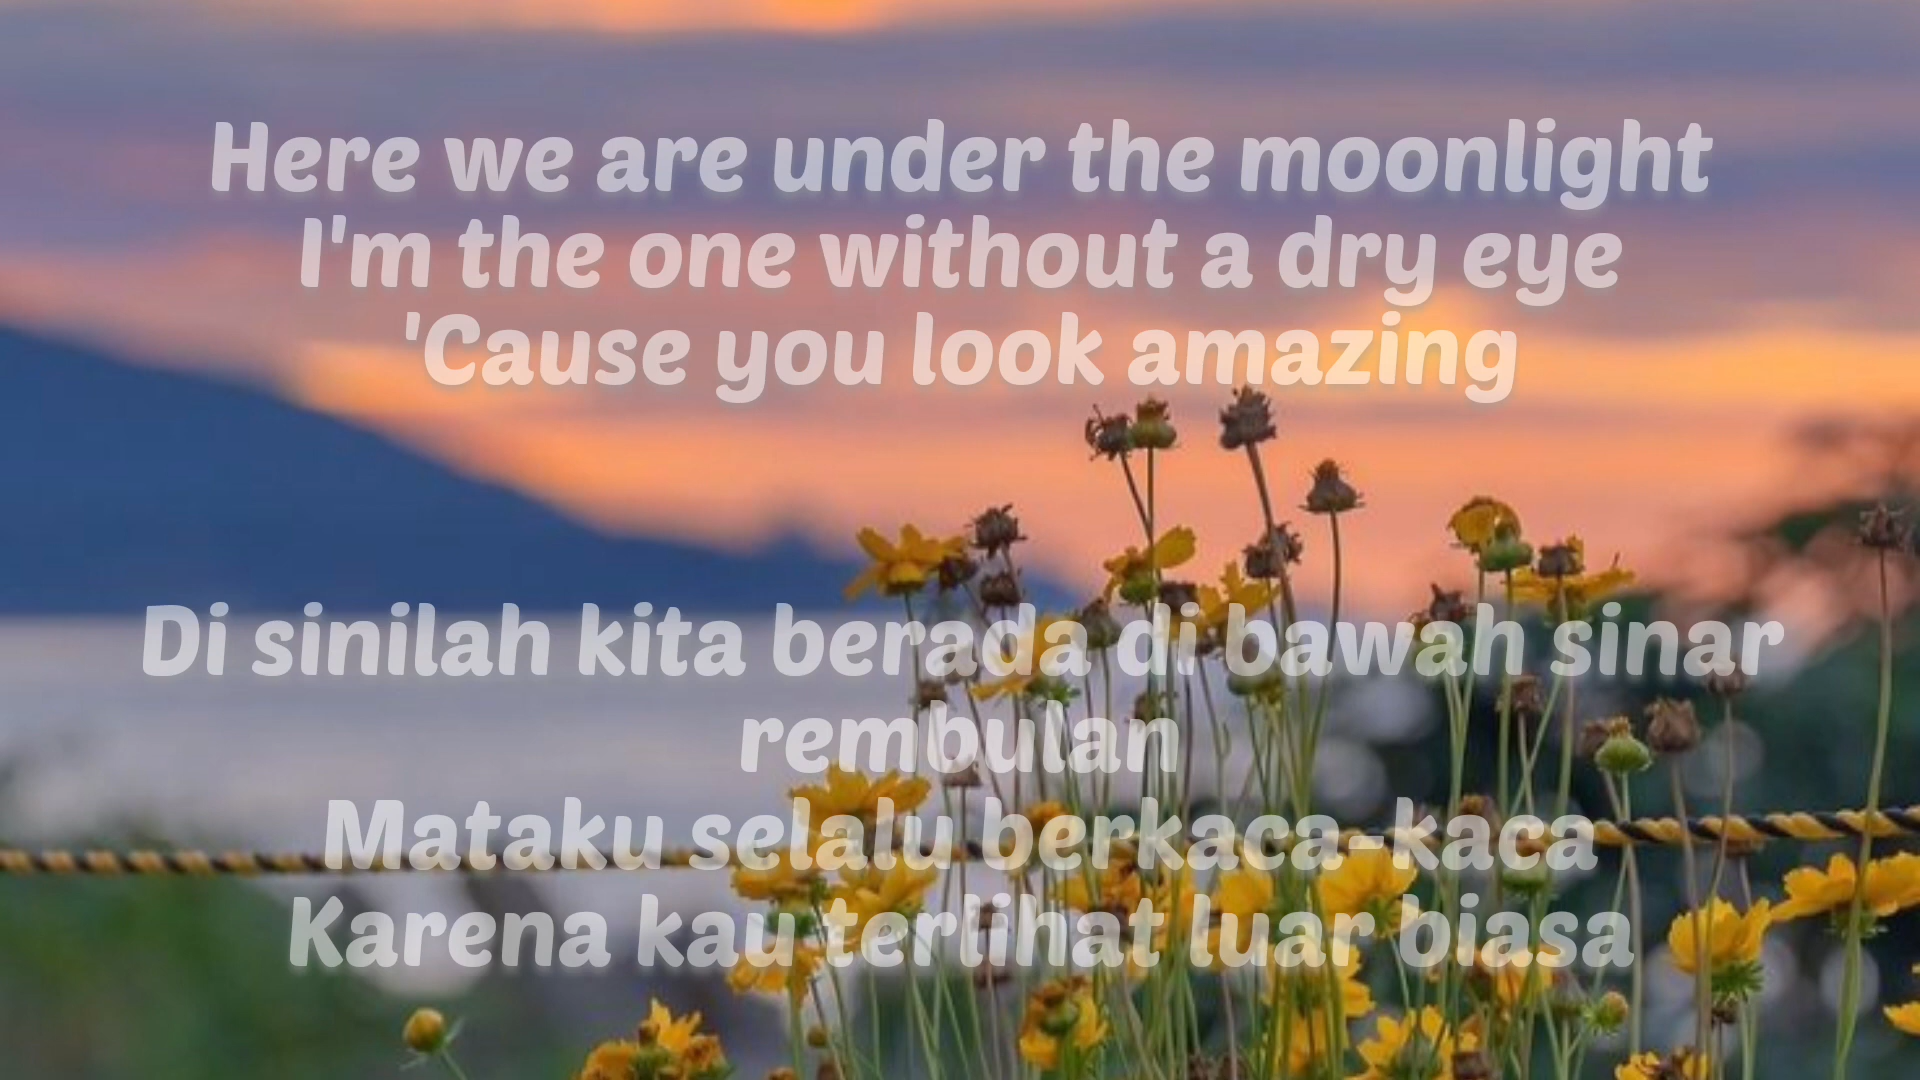 Here we are under the moonlight
I'm the one without a dry eye
'Cause you look amazing
Di sinilah kita berada di bawah sinar
rembulan
Mataku selalu berkaca-kaca
Karena kau terlihat luar biasa